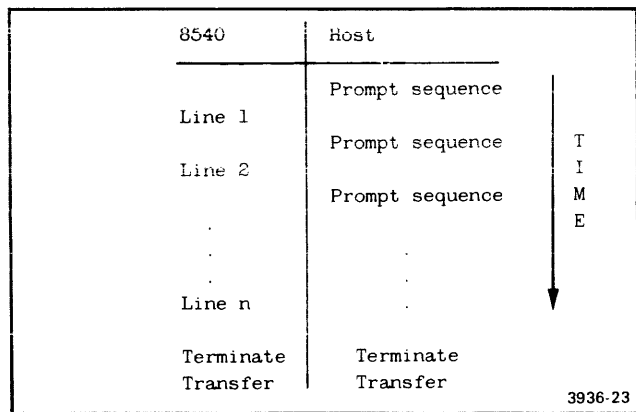 8540 Host
Prompt sequence
Line 1
Prompt sequence
Line 2
Prompt sequence
.
.
.
.
.
.
Line n
Terminate Terminate
Transfer Transfer
T
I
M
E
3936-23